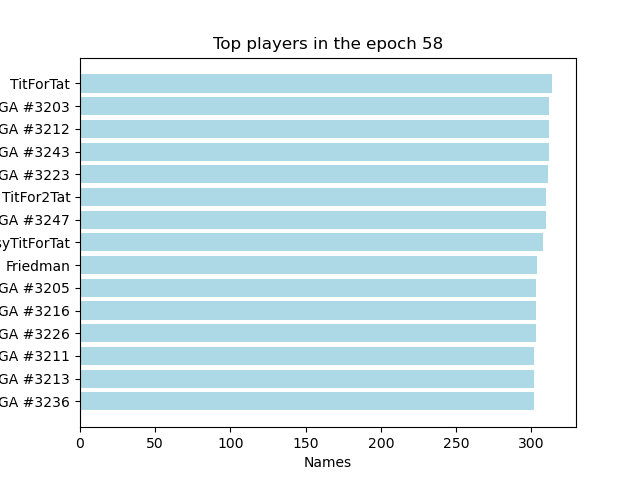 Top players in the epoch 58
TitForTat
GA #3203
GA #3212
GA #3243
GA #3223
TitFor2Tat
GA #3247
syTitForTat
Friedman
GA #3205
GA #3216
GA #3226
GA #3211
GA #3213
GA #3236
0 50 100 150 200 250 300
Names